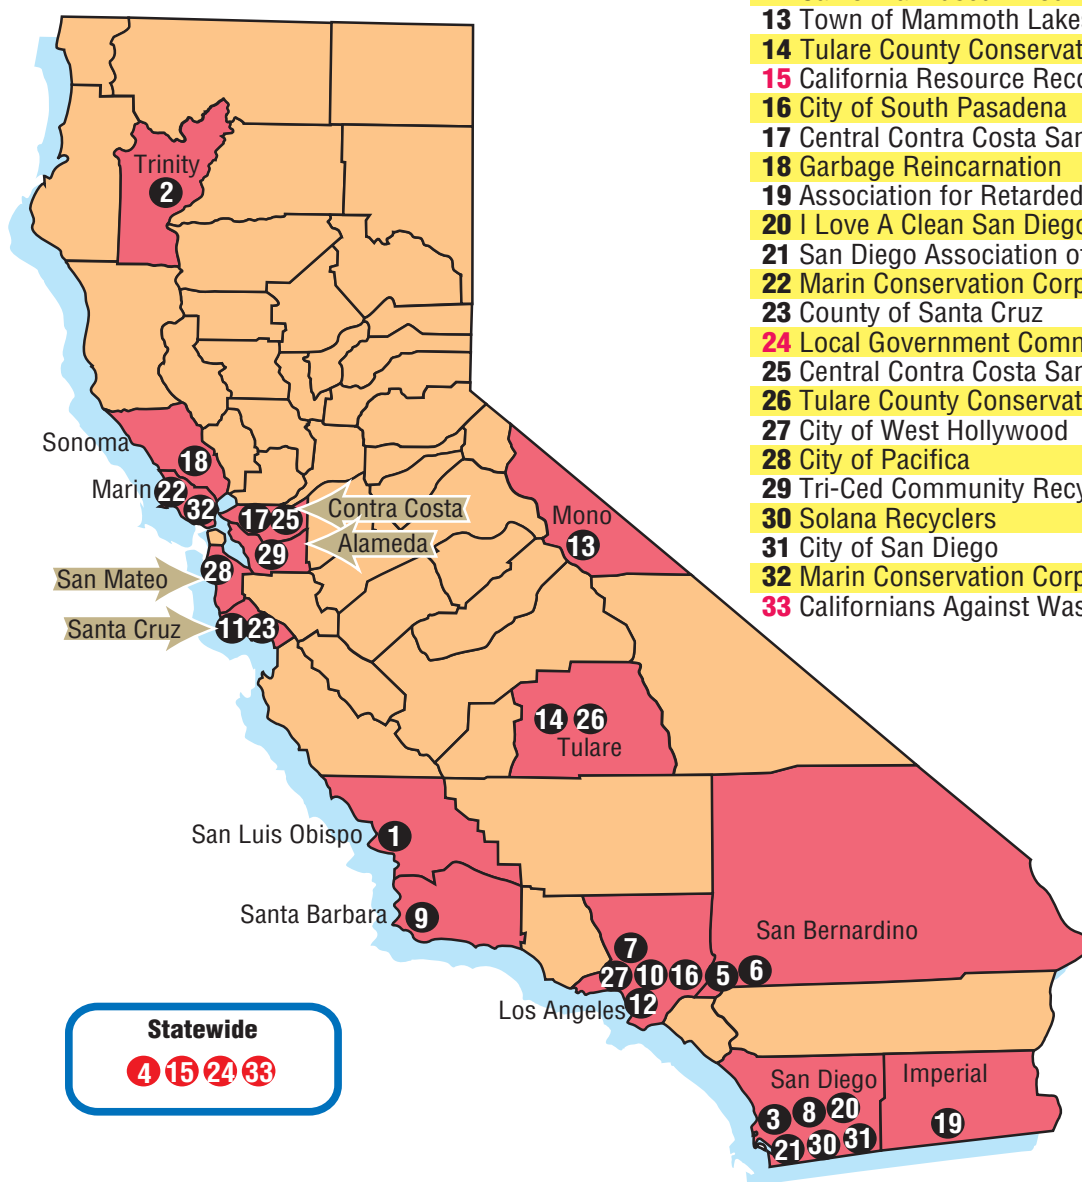 13 Town of Mammoth Lake
14 Tulare County Conservat
15 California Resource Reco
16 City of South Pasadena
17 Central Contra Costa San
18 Garbage Reincarnation
19 Association for Retarded
20 I Love A Clean San Diego
21 San Diego Association of
22 Marin Conservation Corp
23 County of Santa Cruz
24 Local Government Comm
25 Central Contra Costa San
26 Tulare County Conservat
27 City of West Hollywood
28 City of Pacifica
29 Tri-Ced Community Recy
30 Solana Recyclers
31 City of San Diego
32 Marin Conservation Corp
33 Californians Against Was
Trinity
2
Sonoma
18
Marin 22
32
17 25 Contra Costa
29 Alameda
Mono
13
San Mateo 28
Santa Cruz 11 23
14 26
Tulare
San Luis Obispo 1
Santa Barbara 9
San Bernardino
7
27 10 16 5 6
Los Angeles 12
San Diego
3 8 20
21 30 31
Imperial
19
Statewide
4 15 24 33